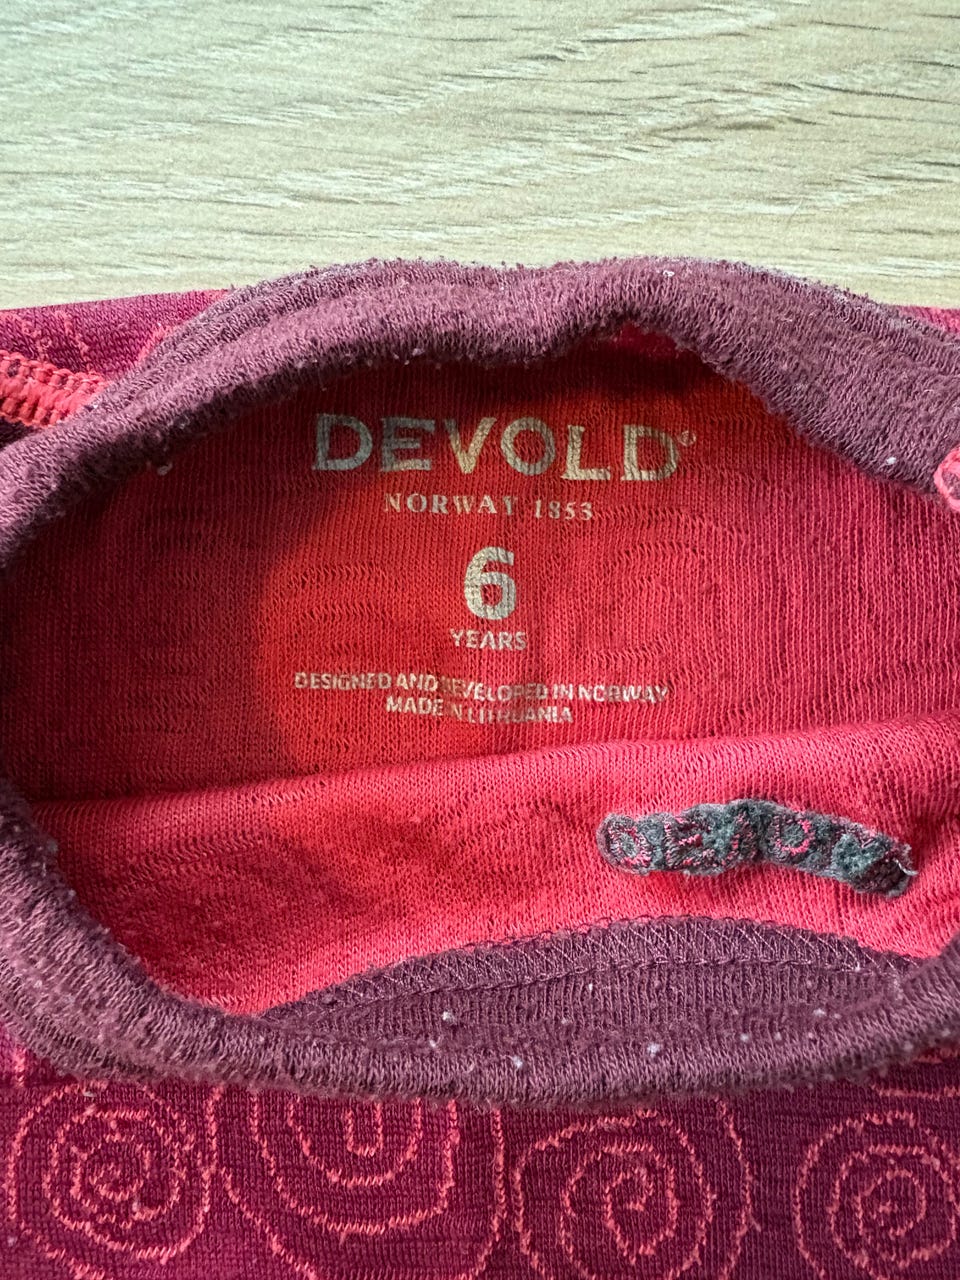 DEVOLD®
NORWAY 1853
6
YEARS
DESIGNED AND DEVELOPED IN NORWAY
MADE IN LITHUANIA